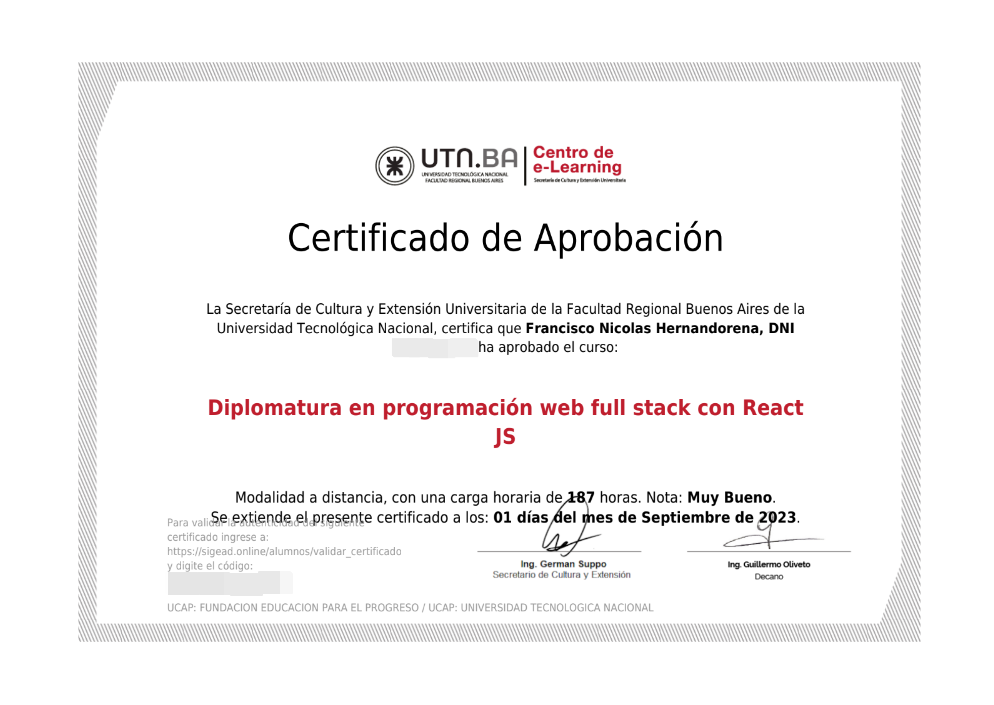 UTN.BA
UNIVERSIDAD TECNOLÓGICA NACIONAL
FACULTAD REGIONAL BUENOS AIRES
Centro de
e-Learning
Secretaría de Cultura y Extensión Universitaria
Certificado de Aprobación
La Secretaría de Cultura y Extensión Universitaria de la Facultad Regional Buenos Aires de la
Universidad Tecnológica Nacional, certifica que Francisco Nicolas Hernandorena, DNI
ha aprobado el curso:
Diplomatura en programación web full stack con React
JS
Modalidad a distancia, con una carga horaria de 187 horas. Nota: Muy Bueno.
Se extiende el presente certificado a los: 01 días del mes de Septiembre de 2023.
Para validar la autenticidad del siguiente
certificado ingrese a:
https://sigead.online/alumnos/validar_certificado
y digite el código:
Ing. German Suppo
Secretario de Cultura y Extensión
Ing. Guillermo Oliveto
Decano
UCAP: FUNDACION EDUCACION PARA EL PROGRESO / UCAP: UNIVERSIDAD TECNOLOGICA NACIONAL